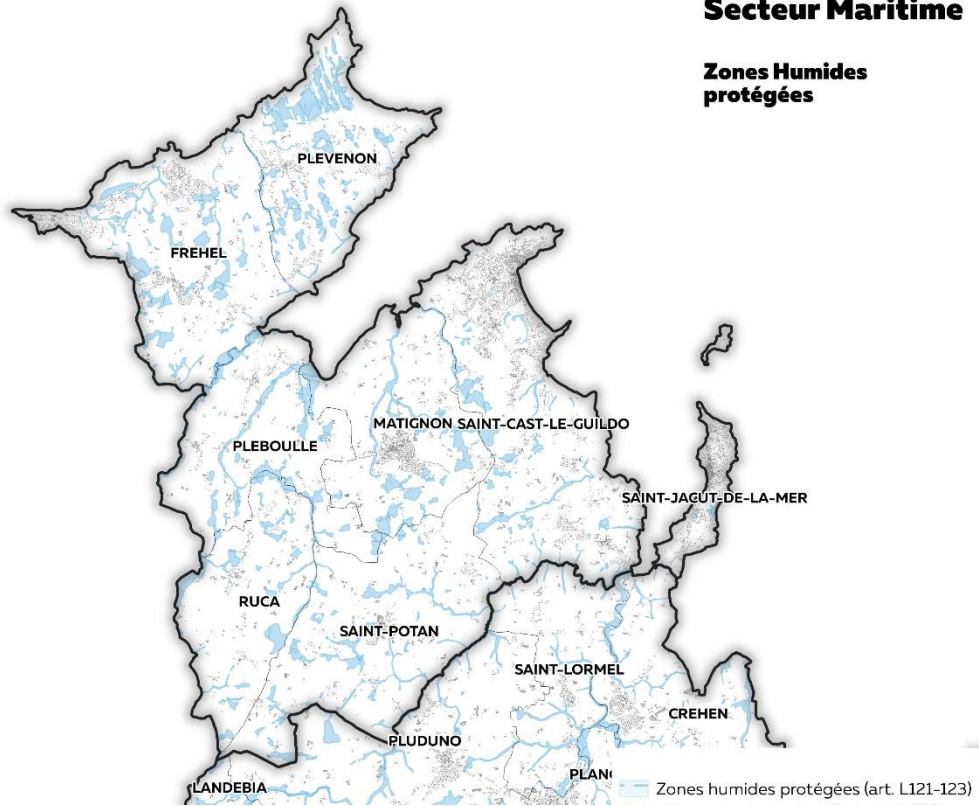 Secteur Maritime
Zones Humides
protégées
PLEVENON
FREHEL
MATIGNON SAINT-CAST-LE-GUILDO
PLEBOULLE
SAINT-JACUT-DE-LA-MER
RUCA
SAINT-POTAN
SAINT-LORMEL
CREHEN
PLUDUNO
PLAN
LANDEBIA
Zones humides protégées (art. L121-123)